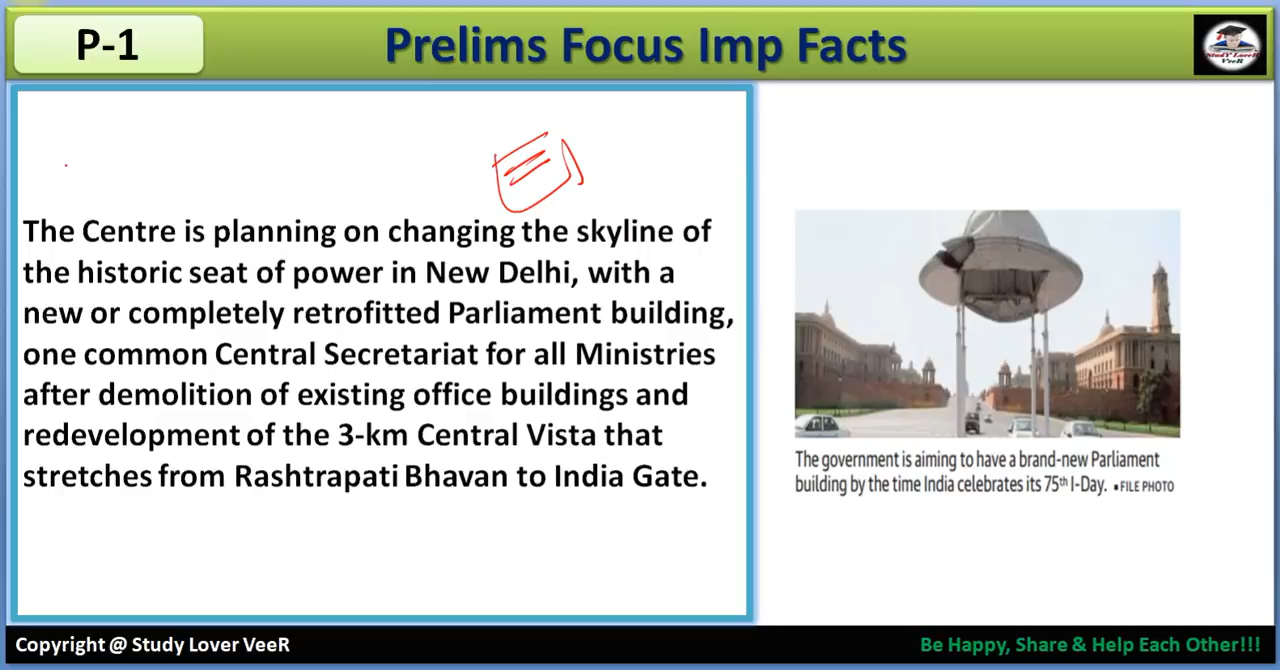 P-1
Prelims Focus Imp Facts
StudY LoveR
VeeR
The Centre is planning on changing the skyline of
the historic seat of power in New Delhi, with a
new or completely retrofitted Parliament building,
one common Central Secretariat for all Ministries
after demolition of existing office buildings and
redevelopment of the 3-km Central Vista that
stretches from Rashtrapati Bhavan to India Gate.
The government is aiming to have a brand-new Parliament
building by the time India celebrates its 75th I-Day. ▪FILE PHOTO
Copyright @ Study Lover VeeR
Be Happy, Share & Help Each Other!!!